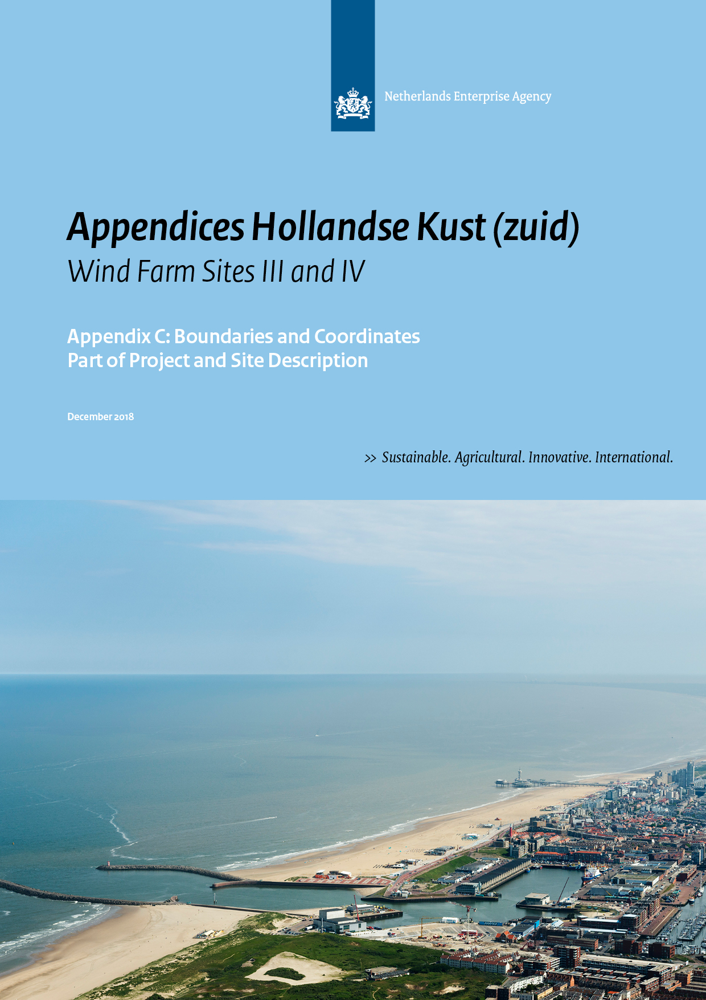 Netherlands Enterprise Agency
Appendices Hollandse Kust (zuid)
Wind Farm Sites III and IV
Appendix C: Boundaries and Coordinates
Part of Project and Site Description
December 2018
>> Sustainable. Agricultural. Innovative. International.